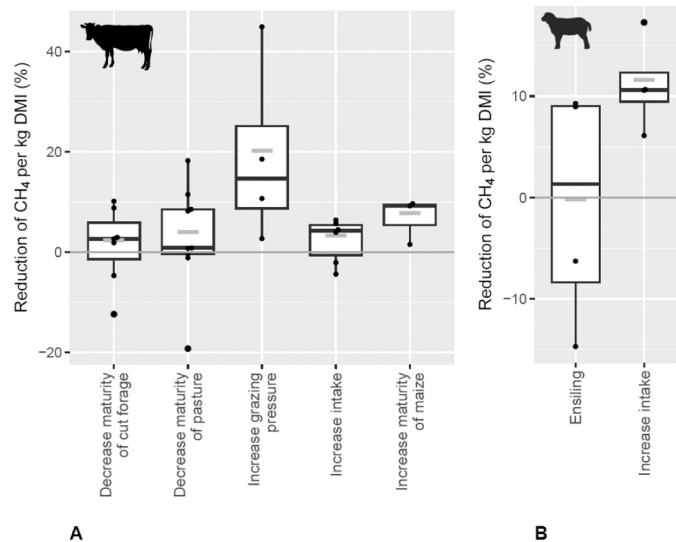 Reduction of CH₄ per kg DMI (%)
40
20
0
−20
Decrease maturity
of cut forage
Decrease maturity
of pasture
Increase grazing
pressure
Increase intake
Increase maturity
of maize
A
Reduction of CH₄ per kg DMI (%)
10
0
−10
Ensiling
Increase intake
B